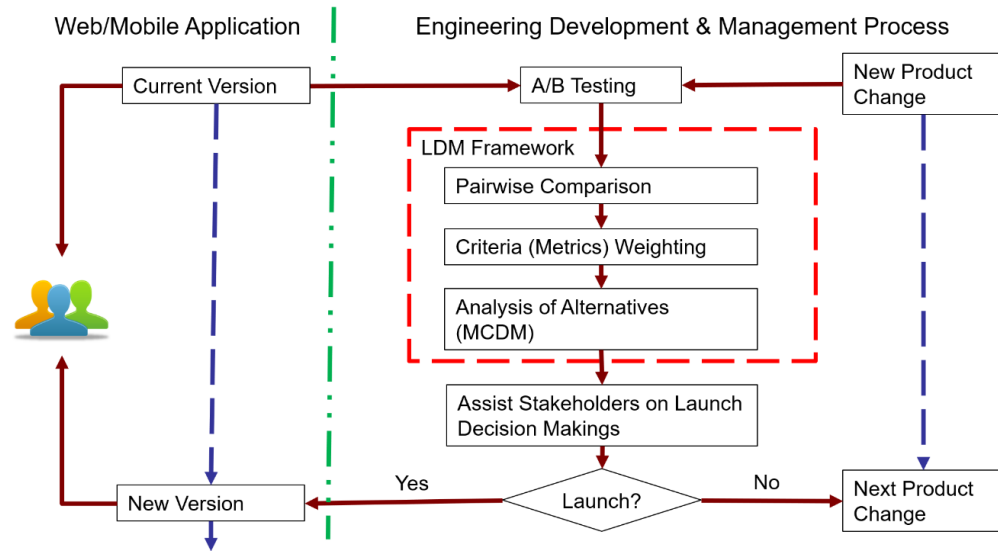 Web/Mobile Application
Engineering Development & Management Process
Current Version
A/B Testing
New Product
Change
LDM Framework
Pairwise Comparison
Criteria (Metrics) Weighting
Analysis of Alternatives
(MCDM)
Assist Stakeholders on Launch
Decision Makings
New Version
Yes
Launch?
No
Next Product
Change